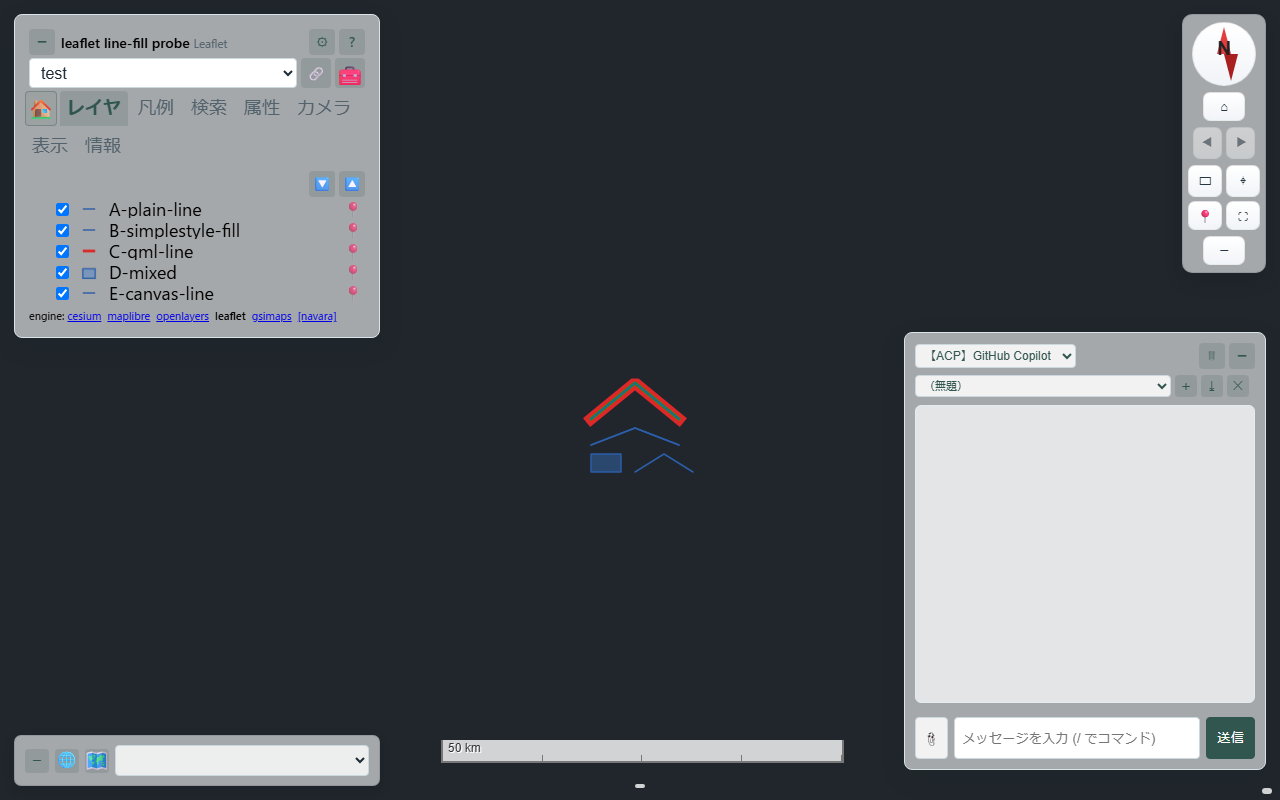 leaflet line-fill probe Leaflet
?
test
レイヤ 凡例 検索 属性 カメラ
表示 情報
A-plain-line
B-simplestyle-fill
C-qml-line
D-mixed
E-canvas-line
engine: cesium maplibre openlayers leaflet gsimaps [navara]
N
【ACP】GitHub Copilot
（無題）
メッセージを入力 (/ でコマンド)
送信
50 km